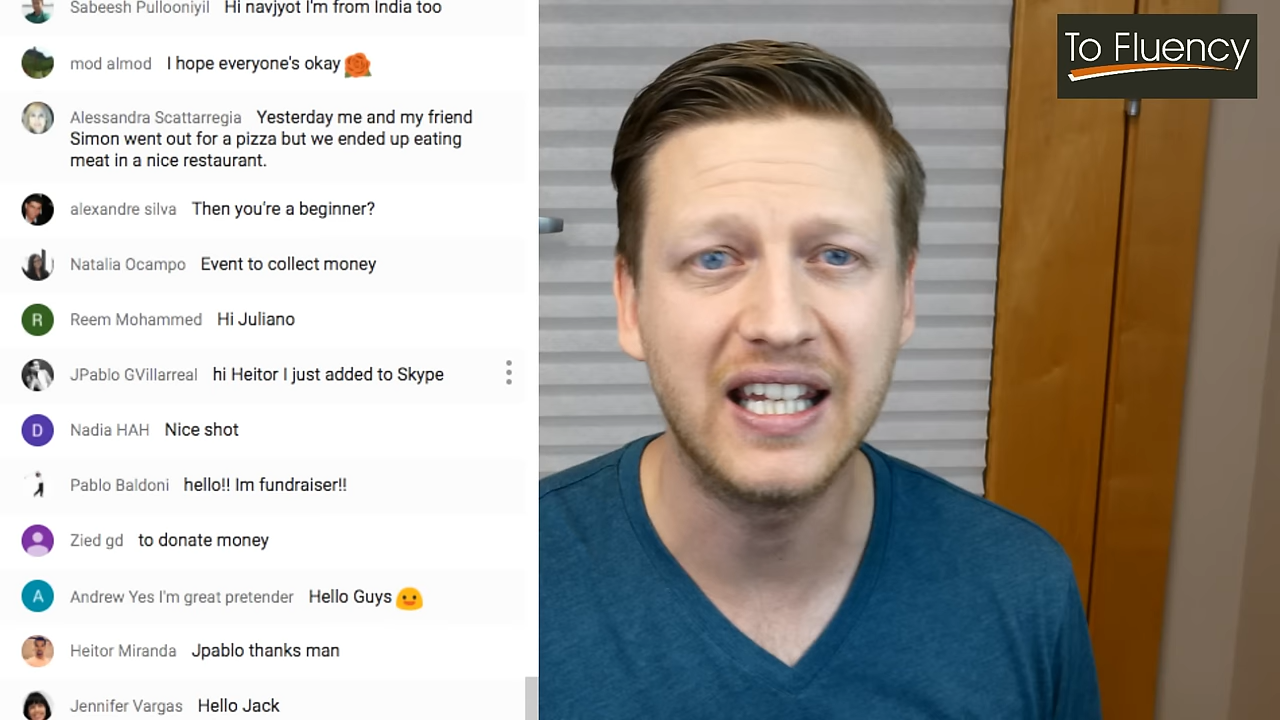 Sabeesh Pullooniyil Hi navjyot I'm from India too
mod almod I hope everyone's okay
Alessandra Scattarregia Yesterday me and my friend
Simon went out for a pizza but we ended up eating
meat in a nice restaurant.
alexandre silva Then you're a beginner?
Natalia Ocampo Event to collect money
R Reem Mohammed Hi Juliano
JPablo GVillarreal hi Heitor I just added to Skype
D Nadia HAH Nice shot
Pablo Baldoni hello!! Im fundraiser!!
Zied gd to donate money
A Andrew Yes I'm great pretender Hello Guys
Heitor Miranda Jpablo thanks man
Jennifer Vargas Hello Jack
To Fluency